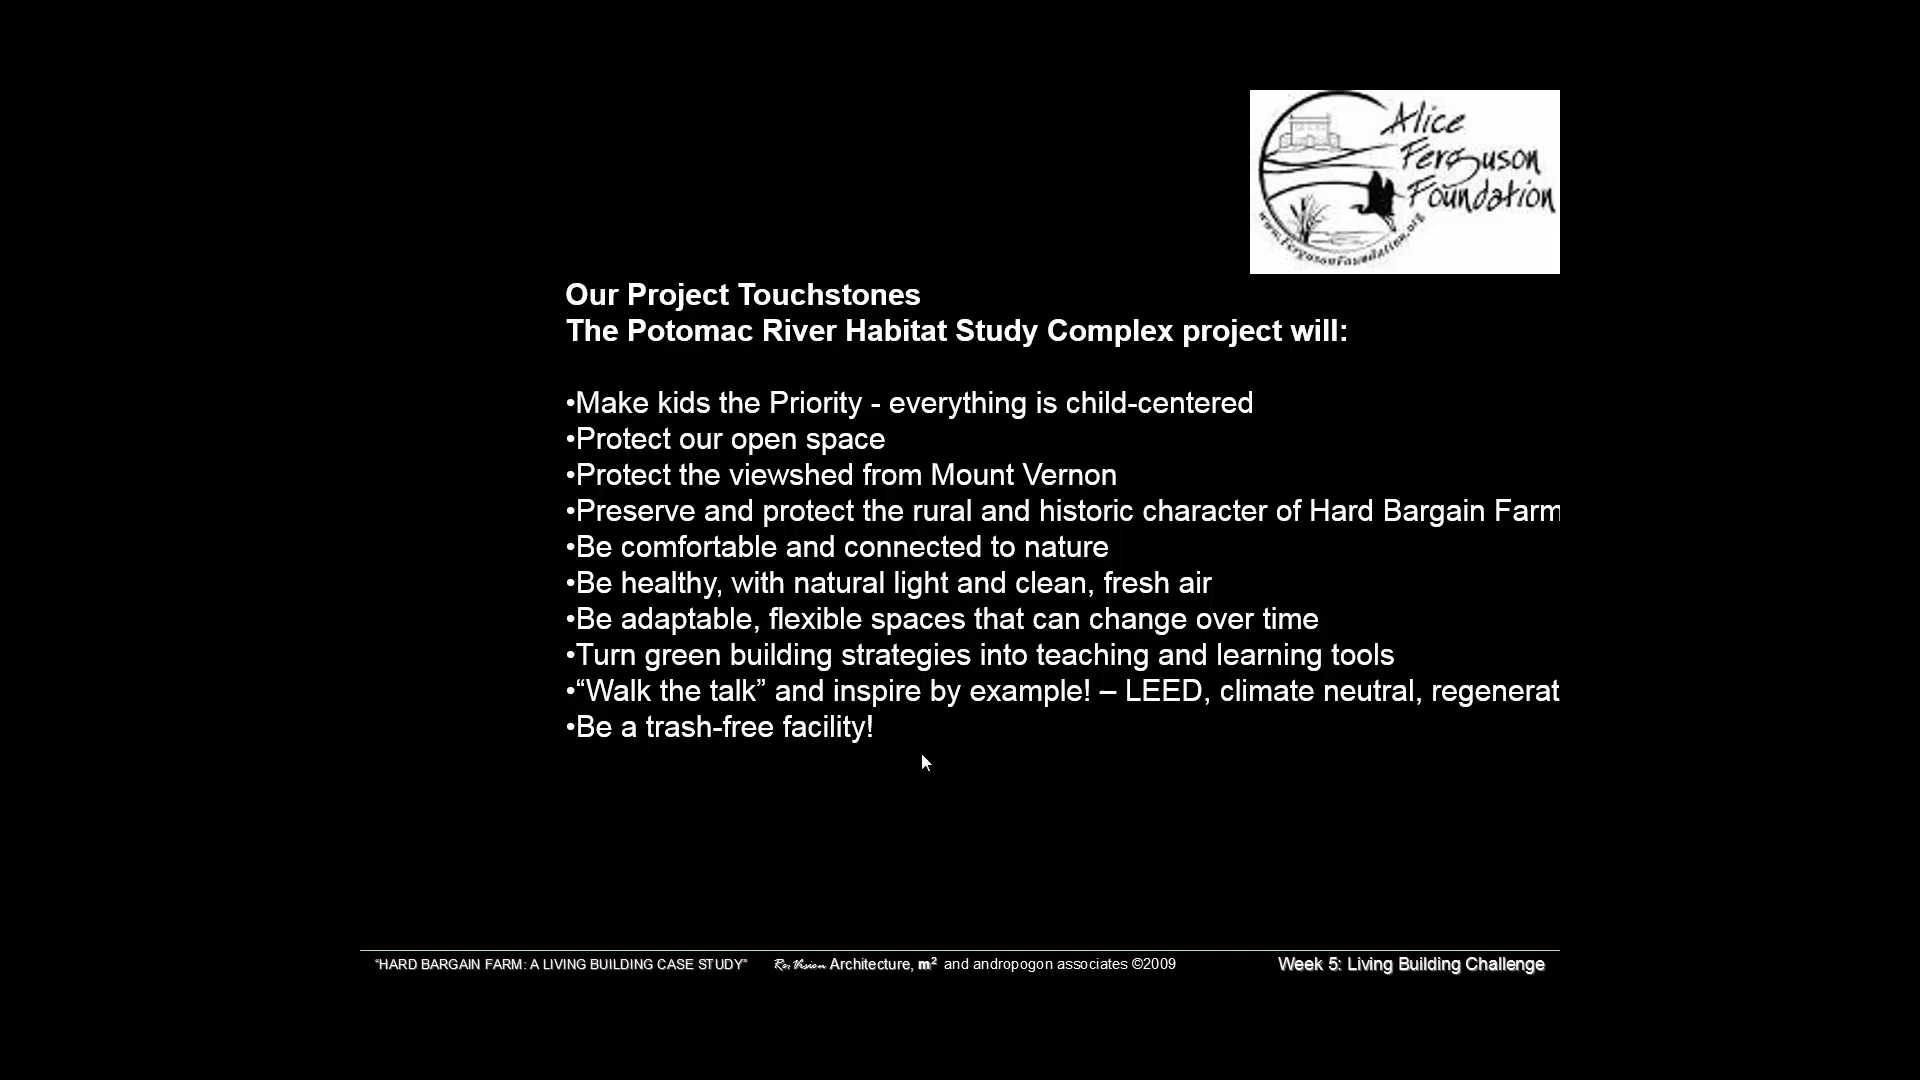 Alice
Ferguson
Foundation
www.FergusonFoundation.org
Our Project Touchstones
The Potomac River Habitat Study Complex project will:
•Make kids the Priority - everything is child-centered
•Protect our open space
•Protect the viewshed from Mount Vernon
•Preserve and protect the rural and historic character of Hard Bargain Farm
•Be comfortable and connected to nature
•Be healthy, with natural light and clean, fresh air
•Be adaptable, flexible spaces that can change over time
•Turn green building strategies into teaching and learning tools
•“Walk the talk” and inspire by example! – LEED, climate neutral, regenerat
•Be a trash-free facility!
“HARD BARGAIN FARM: A LIVING BUILDING CASE STUDY” Re:Vision Architecture, m² and andropogon associates ©2009 Week 5: Living Building Challenge